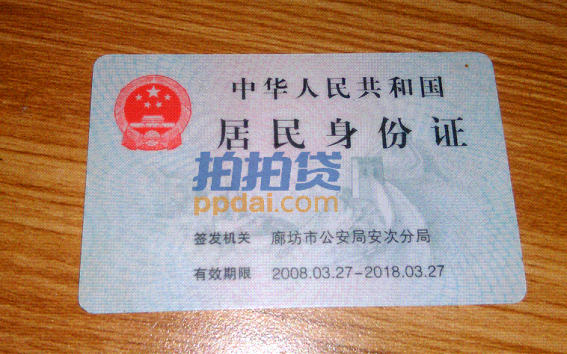 中华人民共和国
居民身份证
拍拍贷
ppdai.com
签发机关 廊坊市公安局安次分局
有效期限 2008.03.27-2018.03.27